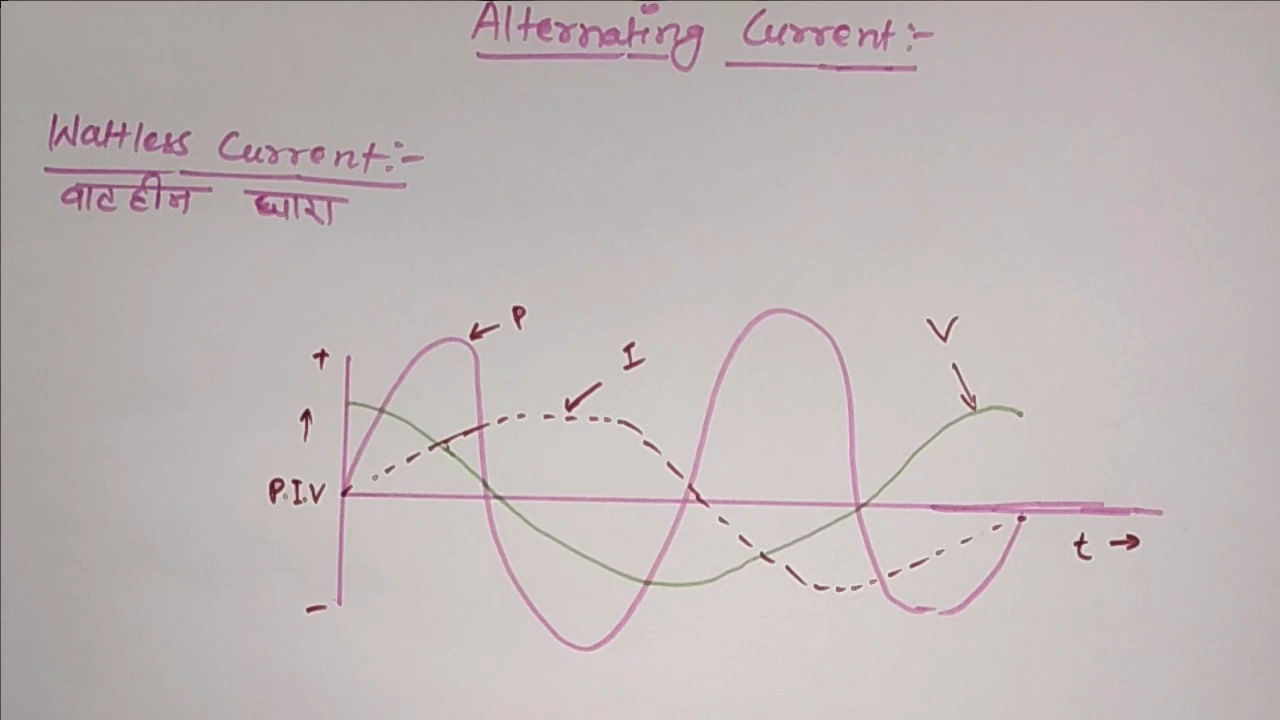 Alternating Current:-
Wattless Current:-
वाटहीन धारा
P
I
V
+
↑
P.I.V
t →
-